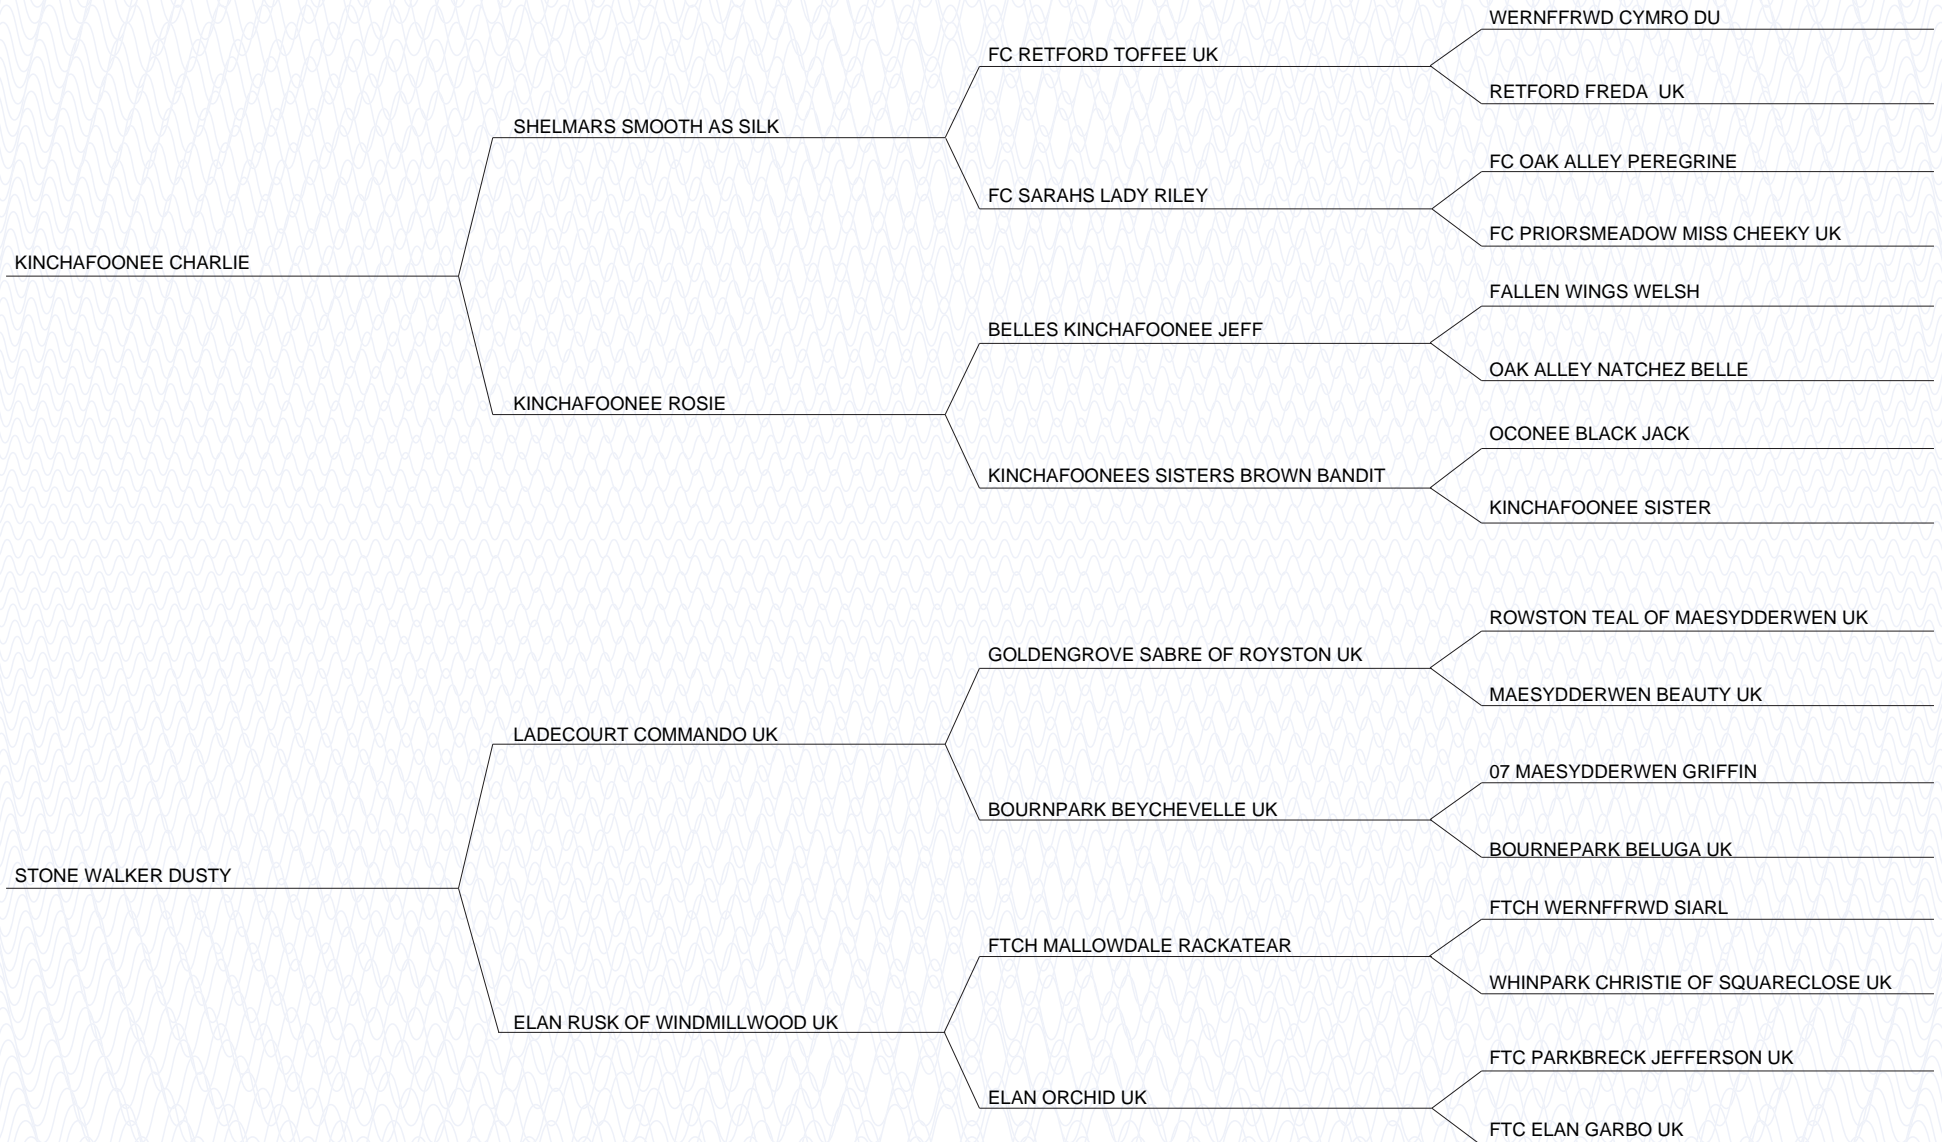 WERNFFRWD CYMRO DU
FC RETFORD TOFFEE UK
RETFORD FREDA  UK
SHELMARS SMOOTH AS SILK
FC OAK ALLEY PEREGRINE
FC SARAHS LADY RILEY
FC PRIORSMEADOW MISS CHEEKY UK
KINCHAFOONEE CHARLIE
FALLEN WINGS WELSH
BELLES KINCHAFOONEE JEFF
OAK ALLEY NATCHEZ BELLE
KINCHAFOONEE ROSIE
OCONEE BLACK JACK
KINCHAFOONEES SISTERS BROWN BANDIT
KINCHAFOONEE SISTER
ROWSTON TEAL OF MAESYDDERWEN UK
GOLDENGROVE SABRE OF ROYSTON UK
MAESYDDERWEN BEAUTY UK
LADECOURT COMMANDO UK
07 MAESYDDERWEN GRIFFIN
BOURNPARK BEYCHEVELLE UK
BOURNEPARK BELUGA UK
STONE WALKER DUSTY
FTCH WERNFFRWD SIARL
FTCH MALLOWDALE RACKATEAR
WHINPARK CHRISTIE OF SQUARECLOSE UK
ELAN RUSK OF WINDMILLWOOD UK
FTC PARKBRECK JEFFERSON UK
ELAN ORCHID UK
FTC ELAN GARBO UK